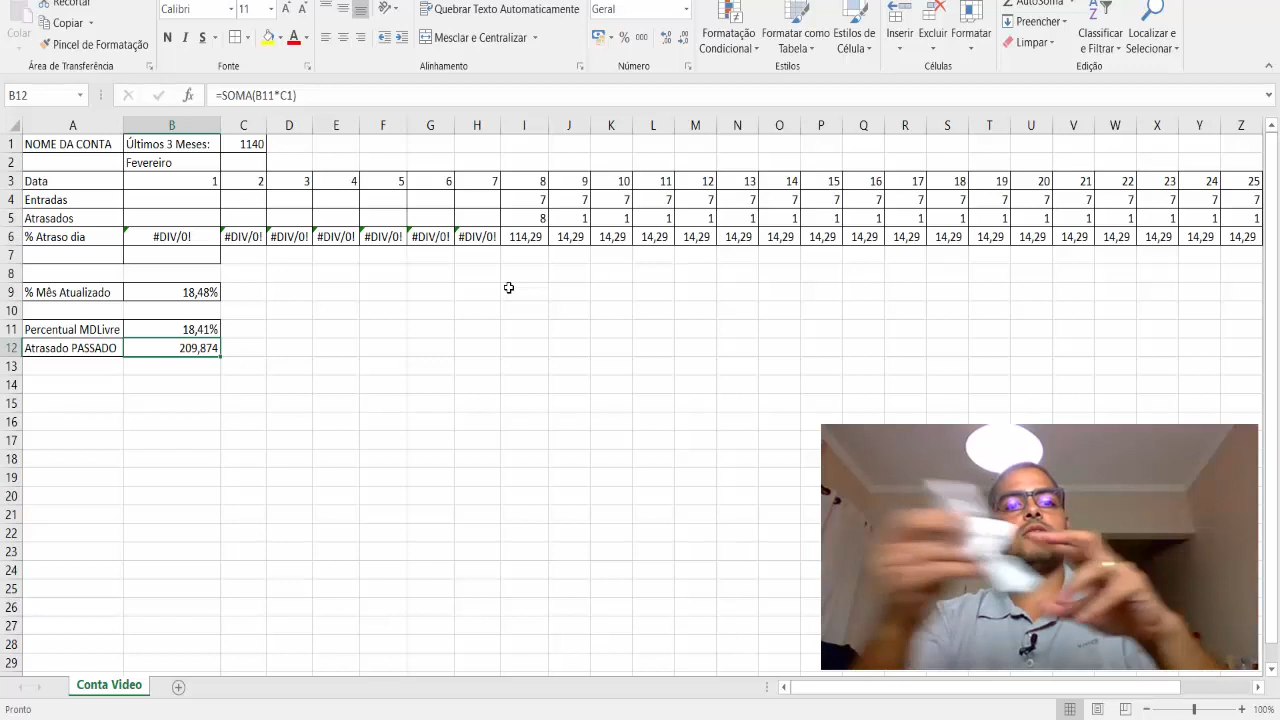 Recortar
Calibri 11 Quebrar Texto Automaticamente Geral AutoSoma
Colar Copiar Formatação Condicional Formatar como Tabela Estilos de Célula Inserir Excluir Formatar Preencher Classificar e Filtrar Localizar e Selecionar
Pincel de Formatação N I S A Mesclar e Centralizar % 000 Limpar
Área de Transferência Fonte Alinhamento Número Estilos Células Edição
B12 fx =SOMA(B11*C1)
A B C D E F G H I J K L M N O P Q R S T U V W X Y Z
1 NOME DA CONTA Últimos 3 Meses: 1140
2 Fevereiro
3 Data 1 2 3 4 5 6 7 8 9 10 11 12 13 14 15 16 17 18 19 20 21 22 23 24 25
4 Entradas 7 7 7 7 7 7 7 7 7 7 7 7 7 7 7 7 7 7
5 Atrasados 8 1 1 1 1 1 1 1 1 1 1 1 1 1 1 1 1 1
6 % Atraso dia #DIV/0! #DIV/0! #DIV/0! #DIV/0! #DIV/0! #DIV/0! #DIV/0! 114,29 14,29 14,29 14,29 14,29 14,29 14,29 14,29 14,29 14,29 14,29 14,29 14,29 14,29 14,29 14,29 14,29 14,29
7
8
9 % Mês Atualizado 18,48%
10
11 Percentual MDLivre 18,41%
12 Atrasado PASSADO 209,874
13
14
15
16
17
18
19
20
21
22
23
24
25
26
27
28
29
Conta Video
Pronto 100%